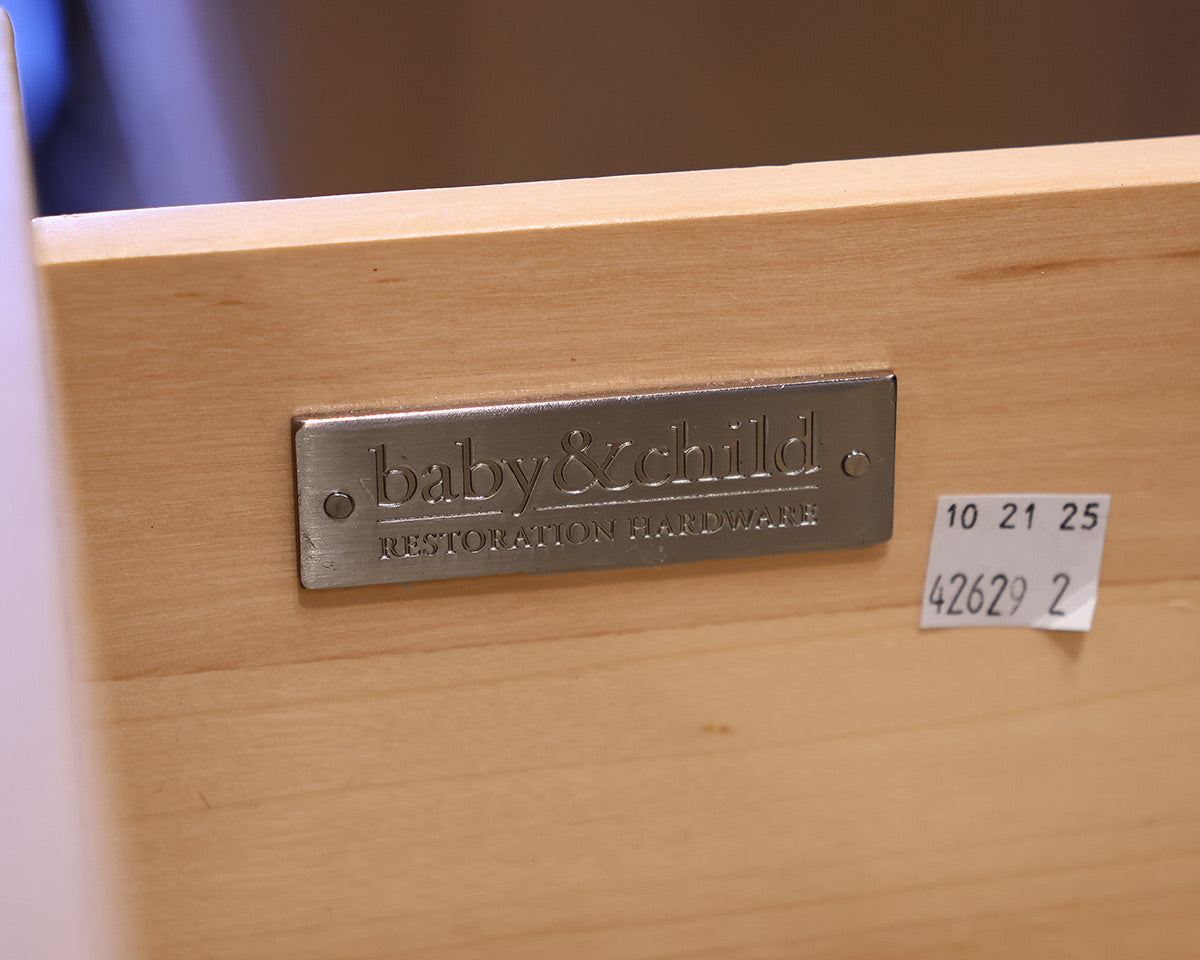 baby&child
RESTORATION HARDWARE
10 21 25
42629 2